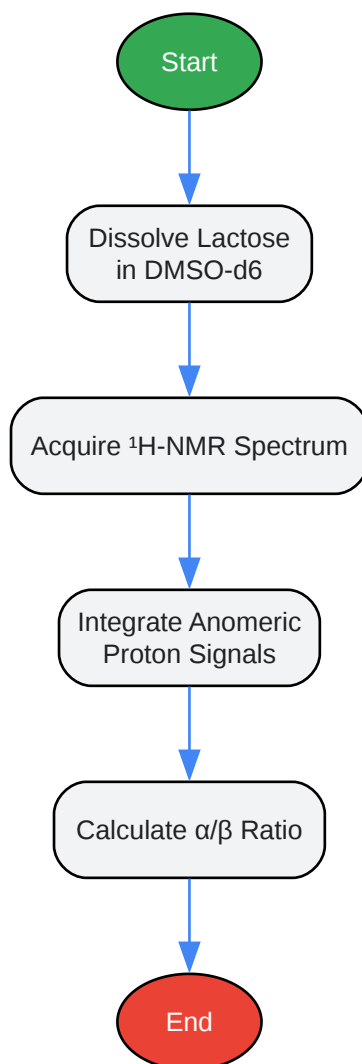 Start
Dissolve Lactose
in DMSO-d6
Acquire ¹H-NMR Spectrum
Integrate Anomeric
Proton Signals
Calculate α/β Ratio
End